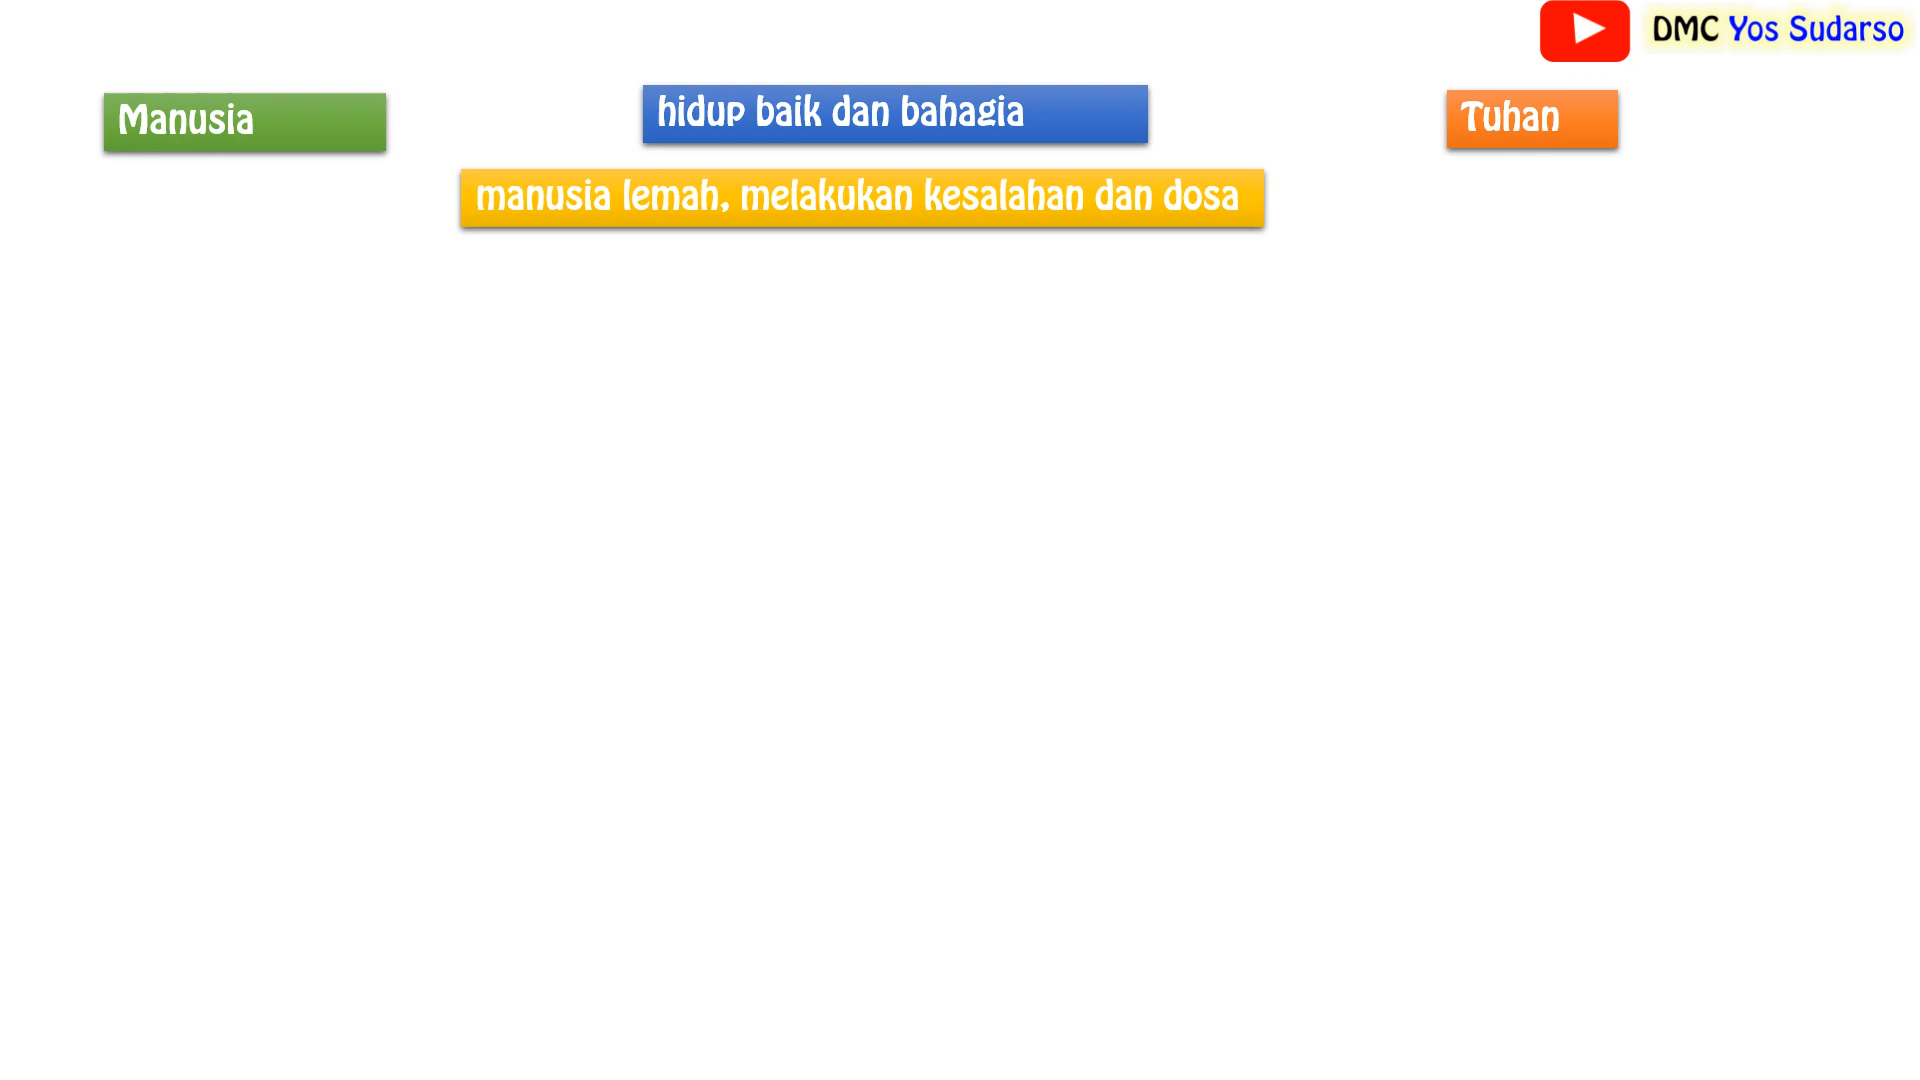 DMC Yos Sudarso
Manusia
hidup baik dan bahagia
Tuhan
manusia lemah, melakukan kesalahan dan dosa